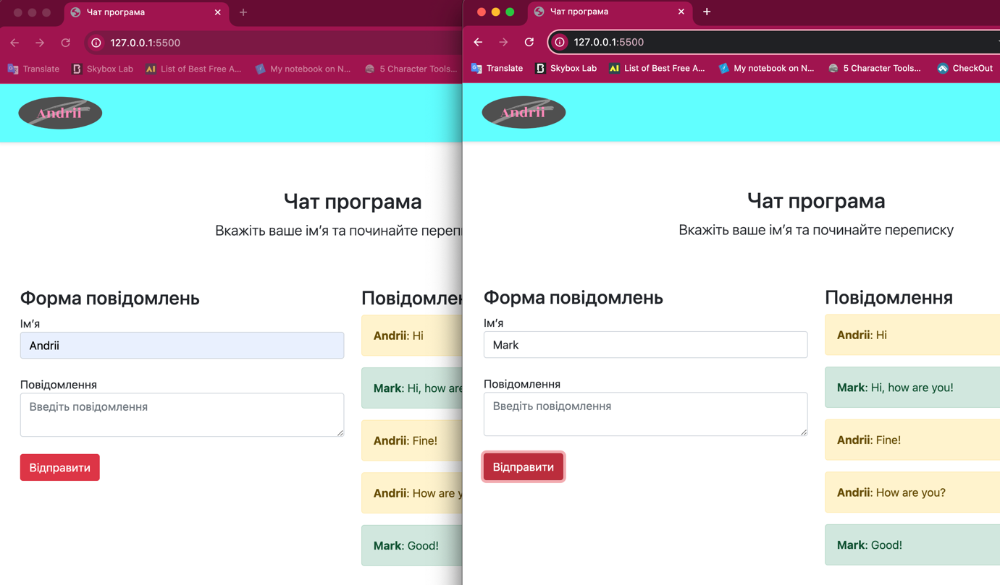 Чат програма
127.0.0.1:5500
Translate
Skybox Lab
List of Best Free A...
My notebook on N...
5 Character Tools...
Andrii
Чат програма
Вкажіть ваше ім’я та починайте
Форма повідомлень
Ім’я
Andrii
Повідомлення
Введіть повідомлення
Відправити
Andrii: Hi
Mark: Hi, how are
Andrii: Fine!
Andrii: How are
Mark: Good!
Чат програма
127.0.0.1:5500
Translate
Skybox Lab
List of Best Free A...
My notebook on N...
5 Character Tools...
CheckOut
Andrii
Чат програма
Вкажіть ваше ім’я та починайте переписку
Форма повідомлень
Ім’я
Mark
Повідомлення
Введіть повідомлення
Відправити
Повідомлення
Andrii: Hi
Mark: Hi, how are you!
Andrii: Fine!
Andrii: How are you?
Mark: Good!